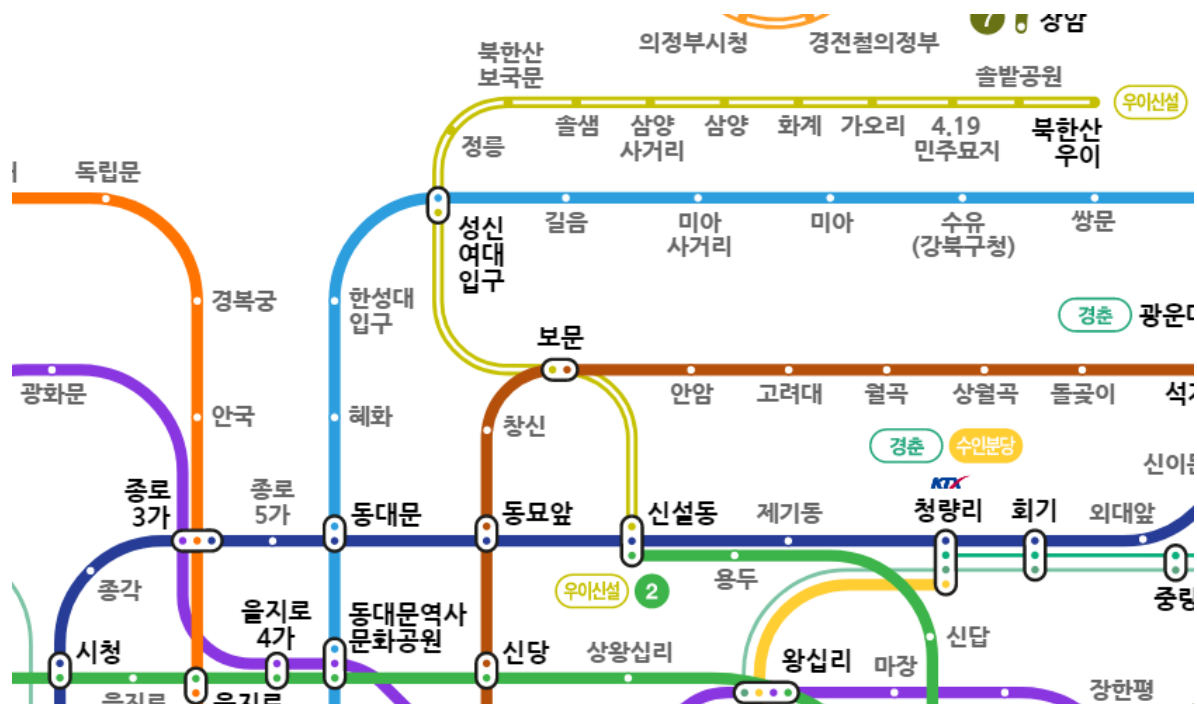 7
상암
의정부시청
경전철의정부
북한산
보국문
솔밭공원
우이신설
정릉
솔샘
삼양
사거리
삼양
화계
가오리
4.19
민주묘지
북한산
우이
독립문
성신
여대
입구
길음
미아
사거리
미아
수유
(강북구청)
쌍문
경복궁
한성대
입구
경춘
보문
광화문
안암
고려대
월곡
상월곡
돌곶이
안국
혜화
창신
경춘
수인분당
KTX
종로
3가
종로
5가
동대문
동묘앞
신설동
제기동
청량리
회기
외대앞
종각
우이신설
2
용두
을지로
4가
동대문역사
문화공원
시청
신당
상왕십리
왕십리
마장
신답
장한평